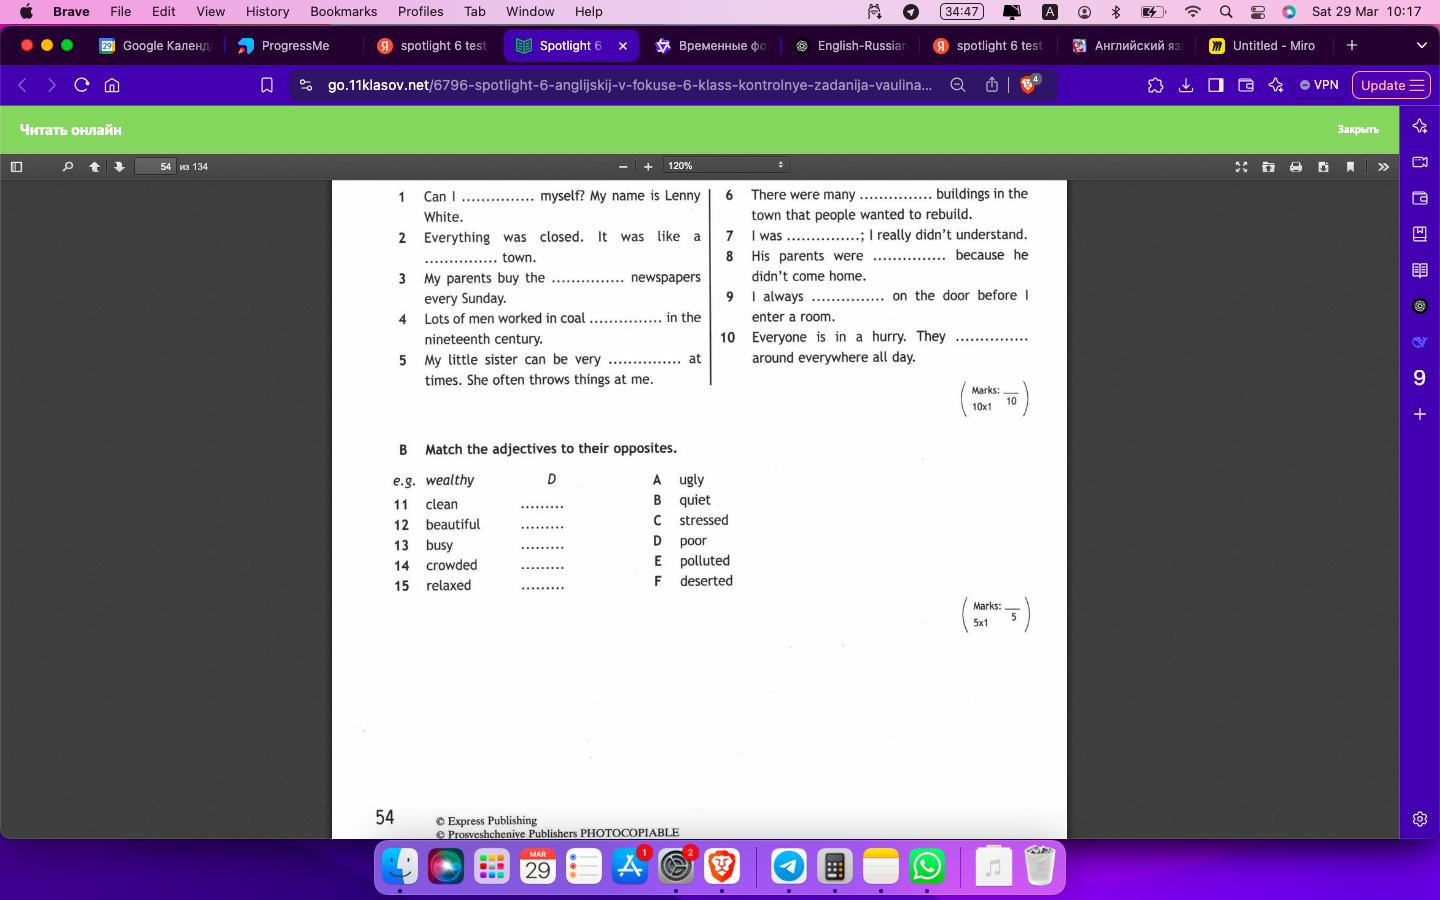 Brave File Edit View History Bookmarks Profiles Tab Window Help 34:47 A Sat 29 Mar 10:17
29 Google Календа ProgressMe Я spotlight 6 test Spotlight 6 Временные фо English-Russian Я spotlight 6 test Английский яз Untitled - Miro
go.11klasov.net/6796-spotlight-6-anglijskij-v-fokuse-6-klass-kontrolnye-zadanija-vaulina... 4 VPN Update
Читать онлайн Закрыть
54 из 134 120%
1 Can I ............... myself? My name is Lenny
White.
2 Everything was closed. It was like a
............... town.
3 My parents buy the ............... newspapers
every Sunday.
4 Lots of men worked in coal ............... in the
nineteenth century.
5 My little sister can be very ............... at
times. She often throws things at me.
6 There were many ............... buildings in the
town that people wanted to rebuild.
7 I was ...............; I really didn't understand.
8 His parents were ............... because he
didn't come home.
9 I always ............... on the door before I
enter a room.
10 Everyone is in a hurry. They ...............
around everywhere all day.
Marks: ___
10x1 10
B Match the adjectives to their opposites.
e.g. wealthy D
11 clean .........
12 beautiful .........
13 busy .........
14 crowded .........
15 relaxed .........
A ugly
B quiet
C stressed
D poor
E polluted
F deserted
Marks: ___
5x1 5
54 © Express Publishing
© Prosveshcheniye Publishers PHOTOCOPIABLE
9
MAR
29
1
2